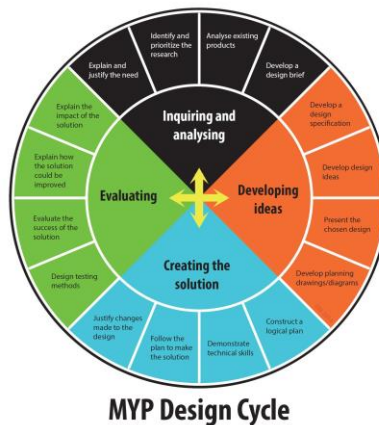 Explain and
justify the need
Identify and
prioritize the
research
Analyse existing
products
Develop a
design brief
Inquiring and
analysing
Develop a
design
specification
Develop design
ideas
Present the
chosen design
Develop planning
drawings/diagrams
Developing
ideas
Construct a
logical plan
Demonstrate
technical skills
Follow the
plan to make
the solution
Justify changes
made to the
design
Creating the
solution
Design testing
methods
Evaluate the
success of the
solution
Explain how
the solution
could be
improved
Explain the
impact of the
solution
Evaluating
MYP Design Cycle